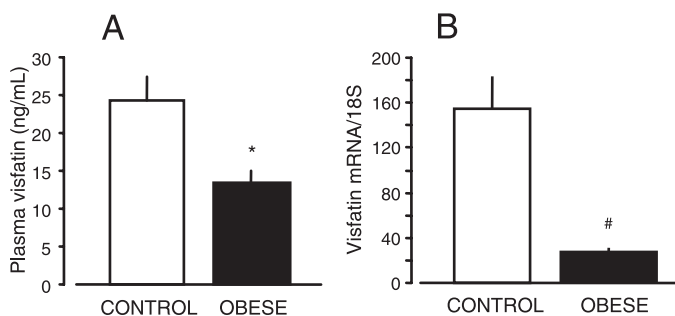 A
Plasma visfatin (ng/mL)
30
25
20
15
10
5
0
*
CONTROL OBESE
B
Visfatin mRNA/18S
200
160
120
80
40
0
#
CONTROL OBESE